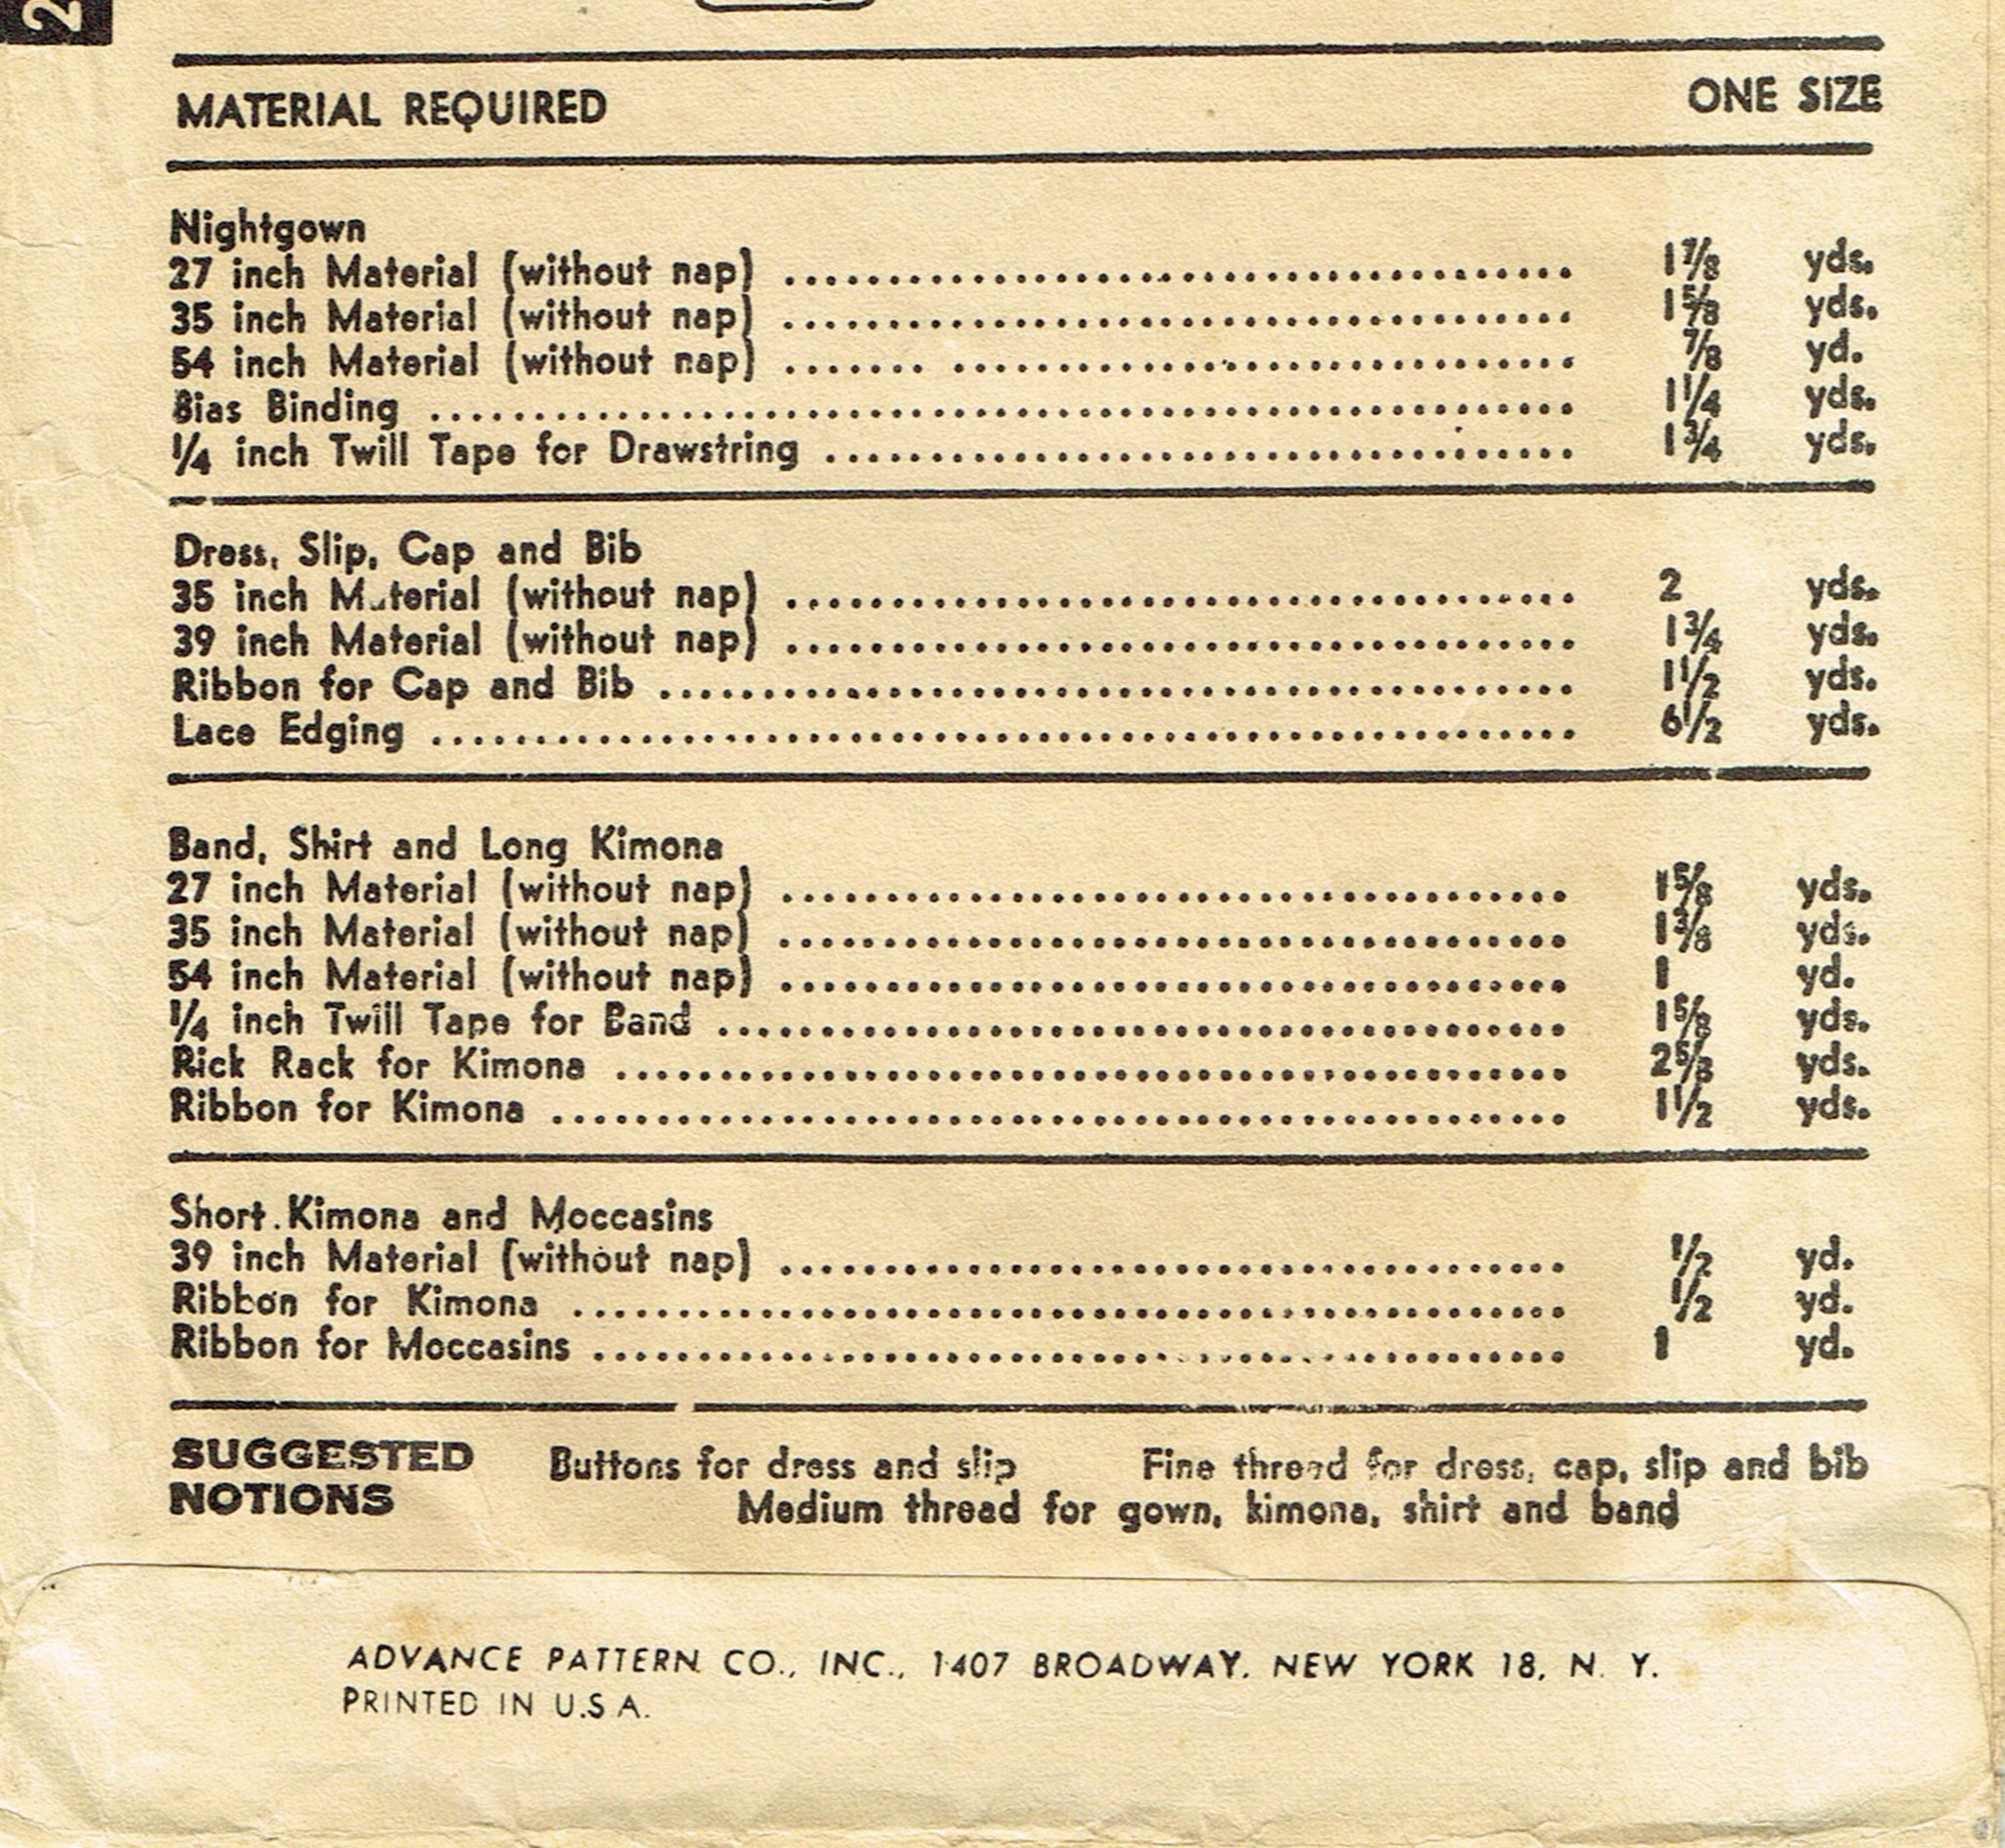 2
MATERIAL REQUIRED ONE SIZE
Nightgown
27 inch Material (without nap) ........ 1⅞ yds.
35 inch Material (without nap) ........ 1⅝ yds.
54 inch Material (without nap) ........ ⅞ yd.
Bias Binding ........ 1¼ yds.
¼ inch Twill Tape for Drawstring ........ 1¾ yds.
Dress, Slip, Cap and Bib
35 inch Material (without nap) ........ 2 yds.
39 inch Material (without nap) ........ 1¾ yds.
Ribbon for Cap and Bib ........ 1½ yds.
Lace Edging ........ 6½ yds.
Band, Shirt and Long Kimona
27 inch Material (without nap) ........ 1⅝ yds.
35 inch Material (without nap) ........ 1⅜ yds.
54 inch Material (without nap) ........ 1 yd.
¼ inch Twill Tape for Band ........ 1⅝ yds.
Rick Rack for Kimona ........ 2⅝ yds.
Ribbon for Kimona ........ 1½ yds.
Short Kimona and Moccasins
39 inch Material (without nap) ........ ½ yd.
Ribbon for Kimona ........ ½ yd.
Ribbon for Moccasins ........ 1 yd.
SUGGESTED NOTIONS
Buttons for dress and slip Fine thread for dress, cap, slip and bib
Medium thread for gown, kimona, shirt and band
ADVANCE PATTERN CO., INC., 1407 BROADWAY, NEW YORK 18, N. Y.
PRINTED IN U.S.A.